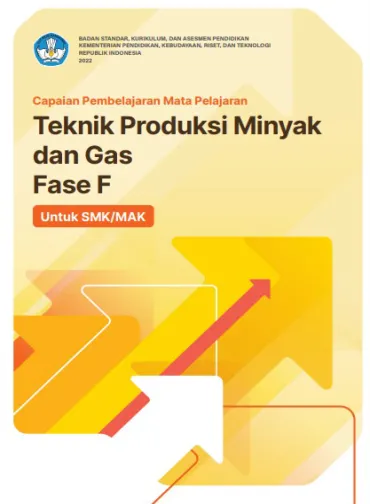 BADAN STANDAR, KURIKULUM, DAN ASESMEN PENDIDIKAN
KEMENTERIAN PENDIDIKAN, KEBUDAYAAN, RISET, DAN TEKNOLOGI
REPUBLIK INDONESIA
2022
Capaian Pembelajaran Mata Pelajaran
Teknik Produksi Minyak
dan Gas
Fase F
Untuk SMK/MAK